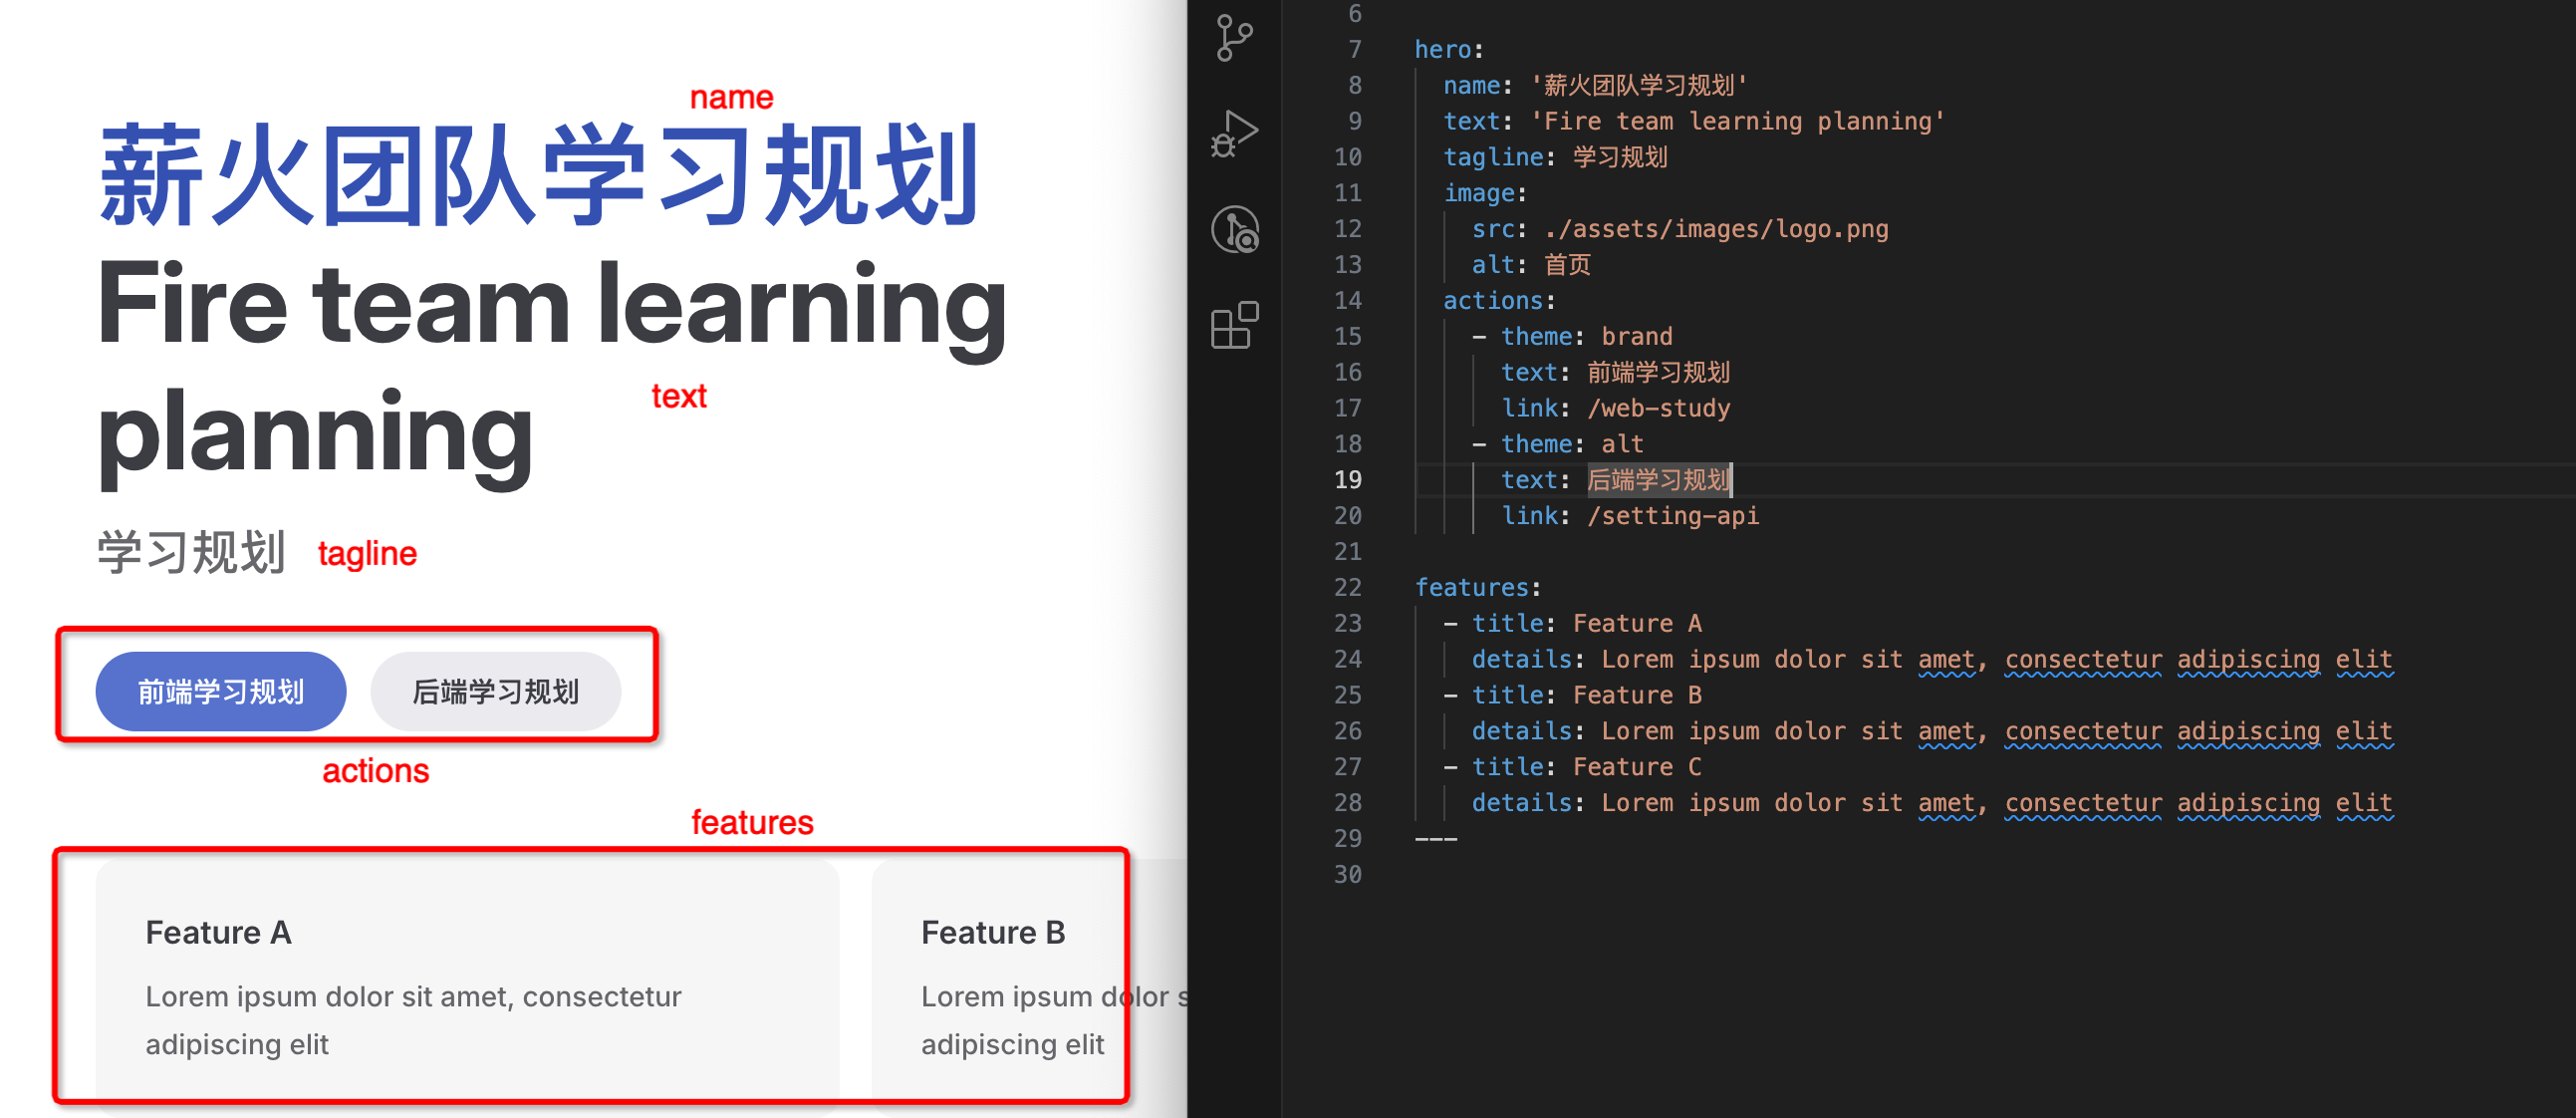 name
薪火团队学习规划
Fire team learning
planning
text
学习规划 tagline
前端学习规划 后端学习规划
actions
features
Feature A
Lorem ipsum dolor sit amet, consectetur
adipiscing elit
Feature B
Lorem ipsum dolor s
adipiscing elit
6
7 hero:
8 name: '薪火团队学习规划'
9 text: 'Fire team learning planning'
10 tagline: 学习规划
11 image:
12 src: ./assets/images/logo.png
13 alt: 首页
14 actions:
15 - theme: brand
16 text: 前端学习规划
17 link: /web-study
18 - theme: alt
19 text: 后端学习规划
20 link: /setting-api
21
22 features:
23 - title: Feature A
24 details: Lorem ipsum dolor sit amet, consectetur adipiscing elit
25 - title: Feature B
26 details: Lorem ipsum dolor sit amet, consectetur adipiscing elit
27 - title: Feature C
28 details: Lorem ipsum dolor sit amet, consectetur adipiscing elit
29 ---
30